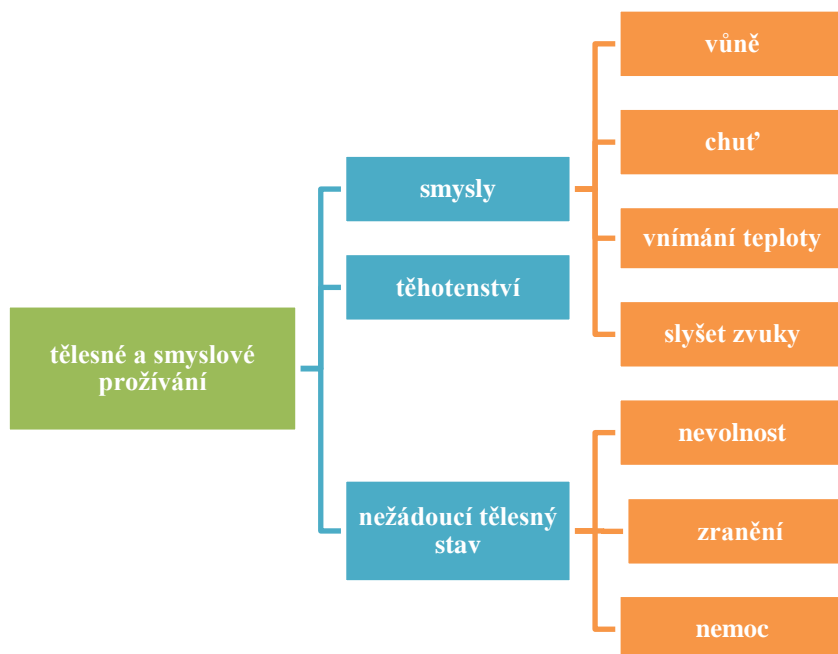 tělesné a smyslové
prožívání
smysly
vůně
chuť
vnímání teploty
slyšet zvuky
těhotenství
nežádoucí tělesný
stav
nevolnost
zranění
nemoc